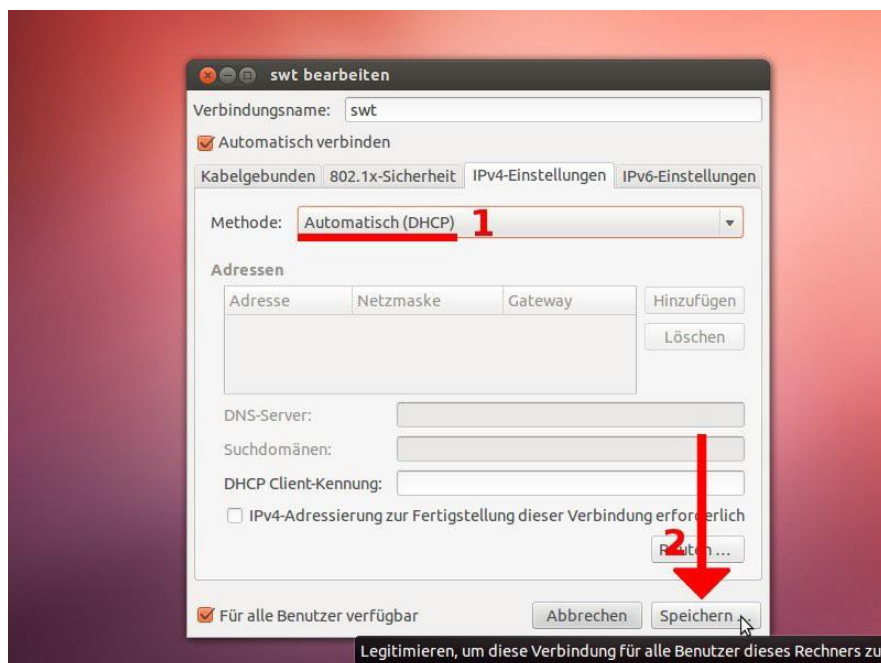 swt bearbeiten
Verbindungsname: swt
Automatisch verbinden
Kabelgebunden 802.1x-Sicherheit IPv4-Einstellungen IPv6-Einstellungen
Methode: Automatisch (DHCP) 1
Adressen
Adresse Netzmaske Gateway Hinzufügen
Löschen
DNS-Server:
Suchdomänen:
DHCP Client-Kennung:
IPv4-Adressierung zur Fertigstellung dieser Verbindung erforderlich
2 Routen ...
Für alle Benutzer verfügbar Abbrechen Speichern ...
Legitimieren, um diese Verbindung für alle Benutzer dieses Rechners zu